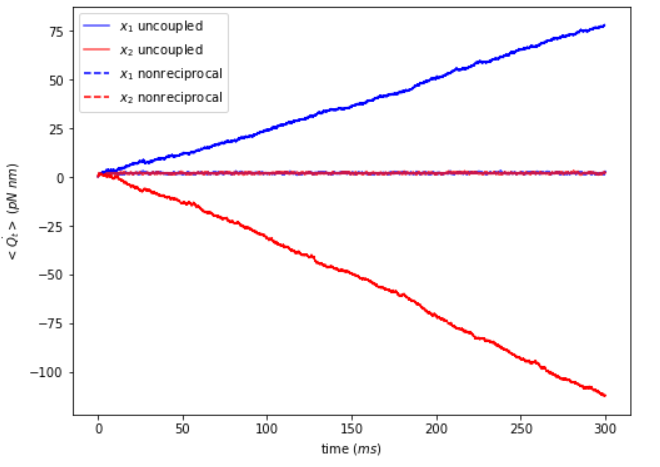 x₁ uncoupled
x₂ uncoupled
x₁ nonreciprocal
x₂ nonreciprocal
75
50
25
0
−25
−50
−75
−100
< Q̇ₜ > (pN nm)
0 50 100 150 200 250 300
time (ms)